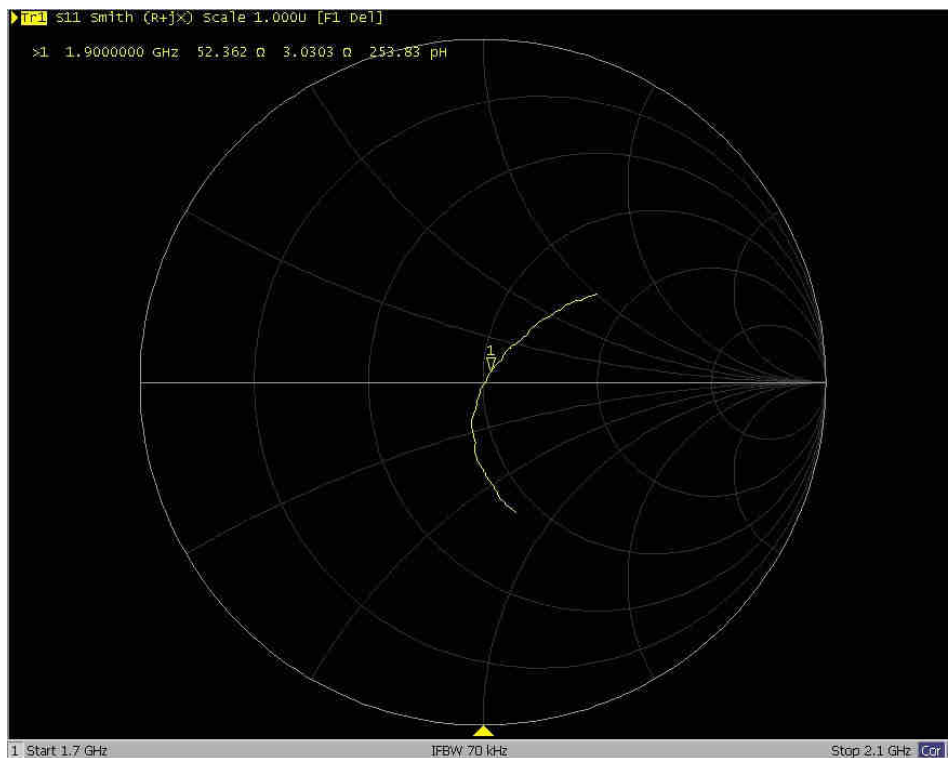 Tr1 S11 Smith (R+jX) Scale 1.000U [F1 Del]
>1 1.9000000 GHz 52.362 Ω 3.0303 Ω 253.83 pH
1
1 Start 1.7 GHz IFBW 70 kHz Stop 2.1 GHz Cor